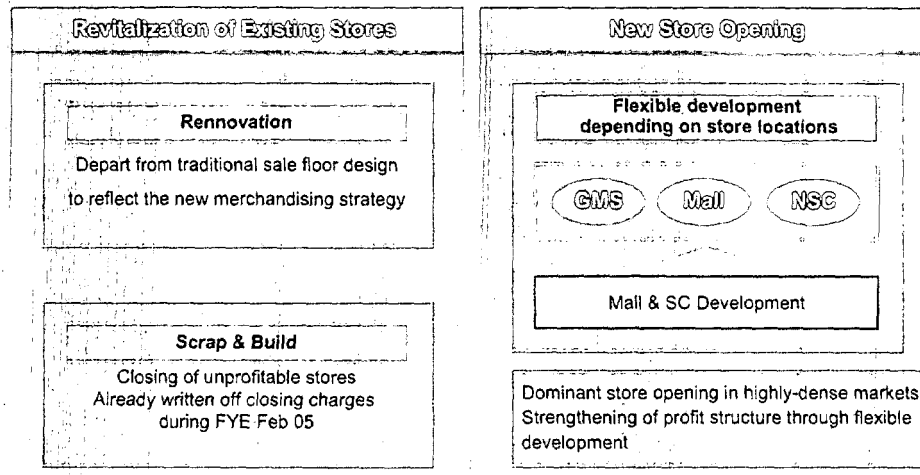 Revitalization of Existing Stores
Rennovation
Depart from traditional sale floor design
to reflect the new merchandising strategy
Scrap & Build
Closing of unprofitable stores
Already written off closing charges
during FYE Feb 05
New Store Opening
Flexible development
depending on store locations
GMS
Mall
NSC
Mall & SC Development
Dominant store opening in highly-dense markets
Strengthening of profit structure through flexible
development